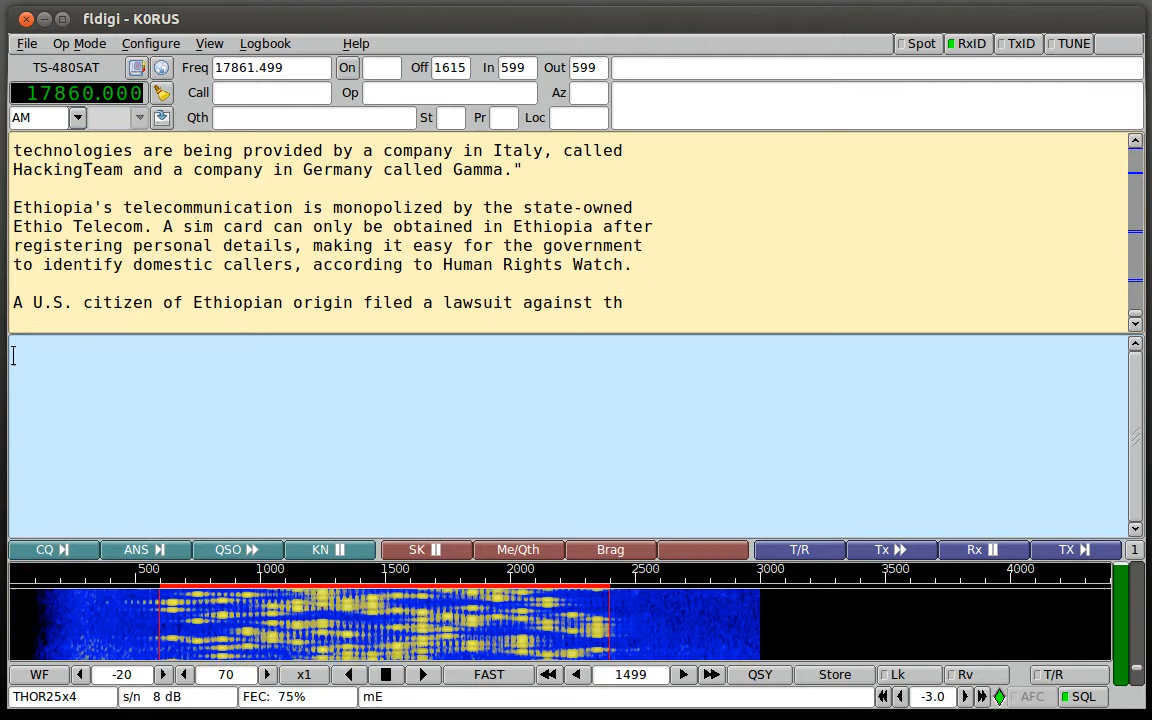 fldigi - K0RUS
File Op Mode Configure View Logbook Help Spot RxID TxID TUNE
TS-480SAT Freq 17861.499 On Off 1615 In 599 Out 599
17860.000 Call Op Az
AM Qth St Pr Loc
technologies are being provided by a company in Italy, called
HackingTeam and a company in Germany called Gamma."
Ethiopia's telecommunication is monopolized by the state-owned
Ethio Telecom. A sim card can only be obtained in Ethiopia after
registering personal details, making it easy for the government
to identify domestic callers, according to Human Rights Watch.
A U.S. citizen of Ethiopian origin filed a lawsuit against th
CQ ANS QSO KN SK Me/Qth Brag T/R Tx Rx TX 1
500 1000 1500 2000 2500 3000 3500 4000
WF -20 70 x1 FAST 1499 QSY Store Lk Rv T/R
THOR25x4 s/n 8 dB FEC: 75% mE -3.0 AFC SQL